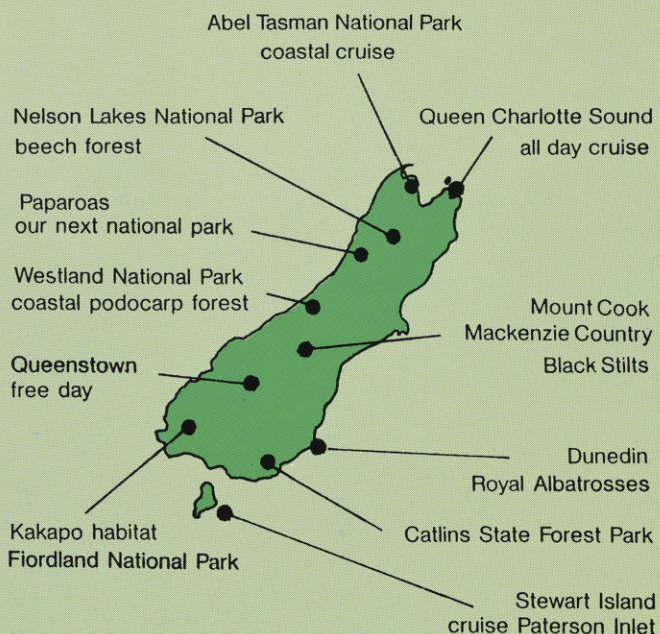 Abel Tasman National Park
coastal cruise
Nelson Lakes National Park
beech forest
Queen Charlotte Sound
all day cruise
Paparoas
our next national park
Westland National Park
coastal podocarp forest
Mount Cook
Mackenzie Country
Black Stilts
Queenstown
free day
Dunedin
Royal Albatrosses
Kakapo habitat
Fiordland National Park
Catlins State Forest Park
Stewart Island
cruise Paterson Inlet